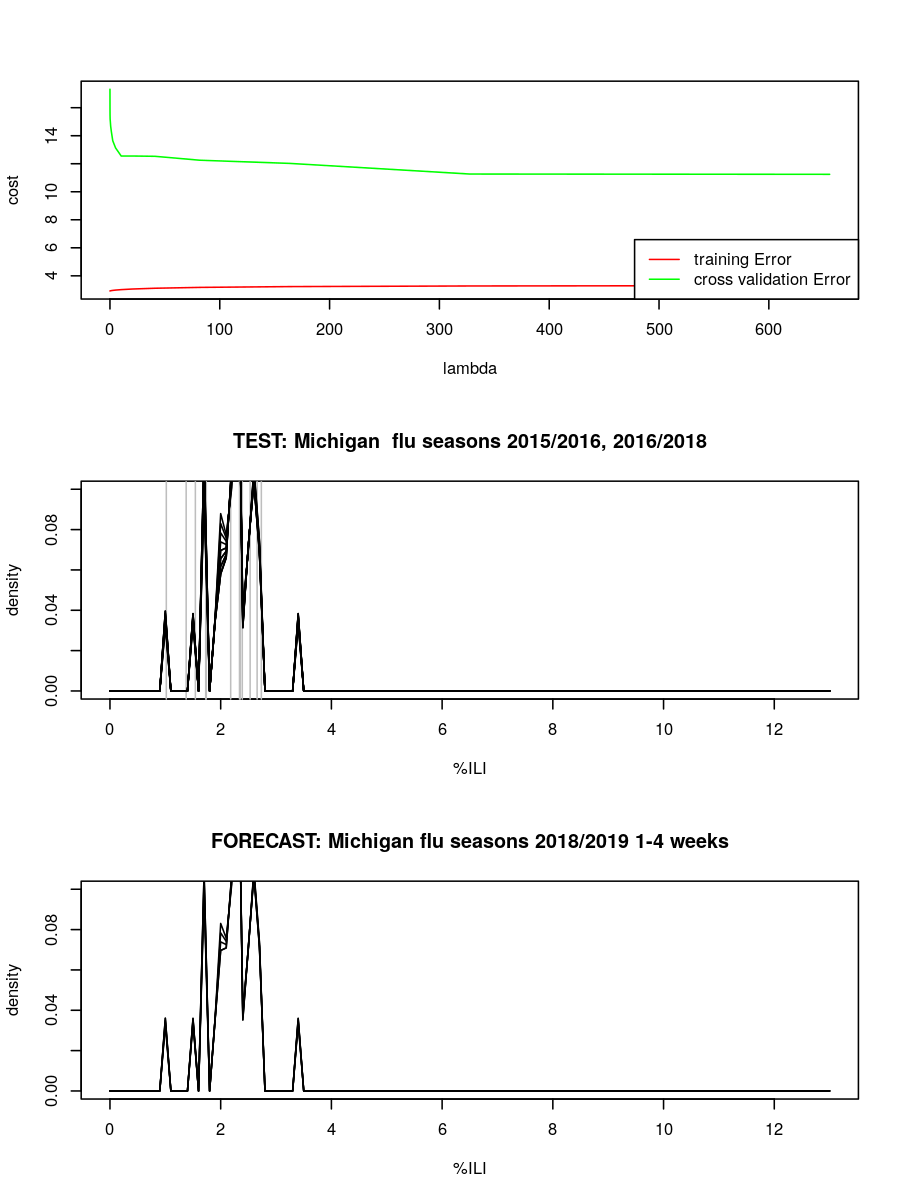 cost
14
10
8
6
4
training Error
cross validation Error
0 100 200 300 400 500 600
lambda
TEST: Michigan  flu seasons 2015/2016, 2016/2018
density
0.08
0.04
0.00
0 2 4 6 8 10 12
%ILI
FORECAST: Michigan flu seasons 2018/2019 1-4 weeks
density
0.08
0.04
0.00
0 2 4 6 8 10 12
%ILI